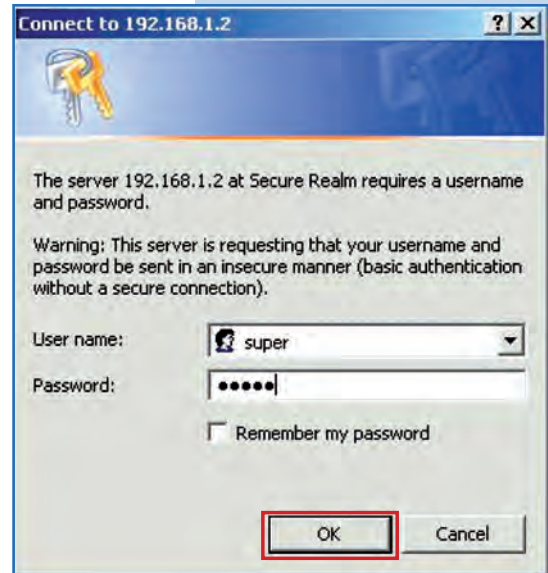 Connect to 192.168.1.2
? X
The server 192.168.1.2 at Secure Realm requires a username
and password.
Warning: This server is requesting that your username and
password be sent in an insecure manner (basic authentication
without a secure connection).
User name:
super
Password:
•••••
Remember my password
OK
Cancel